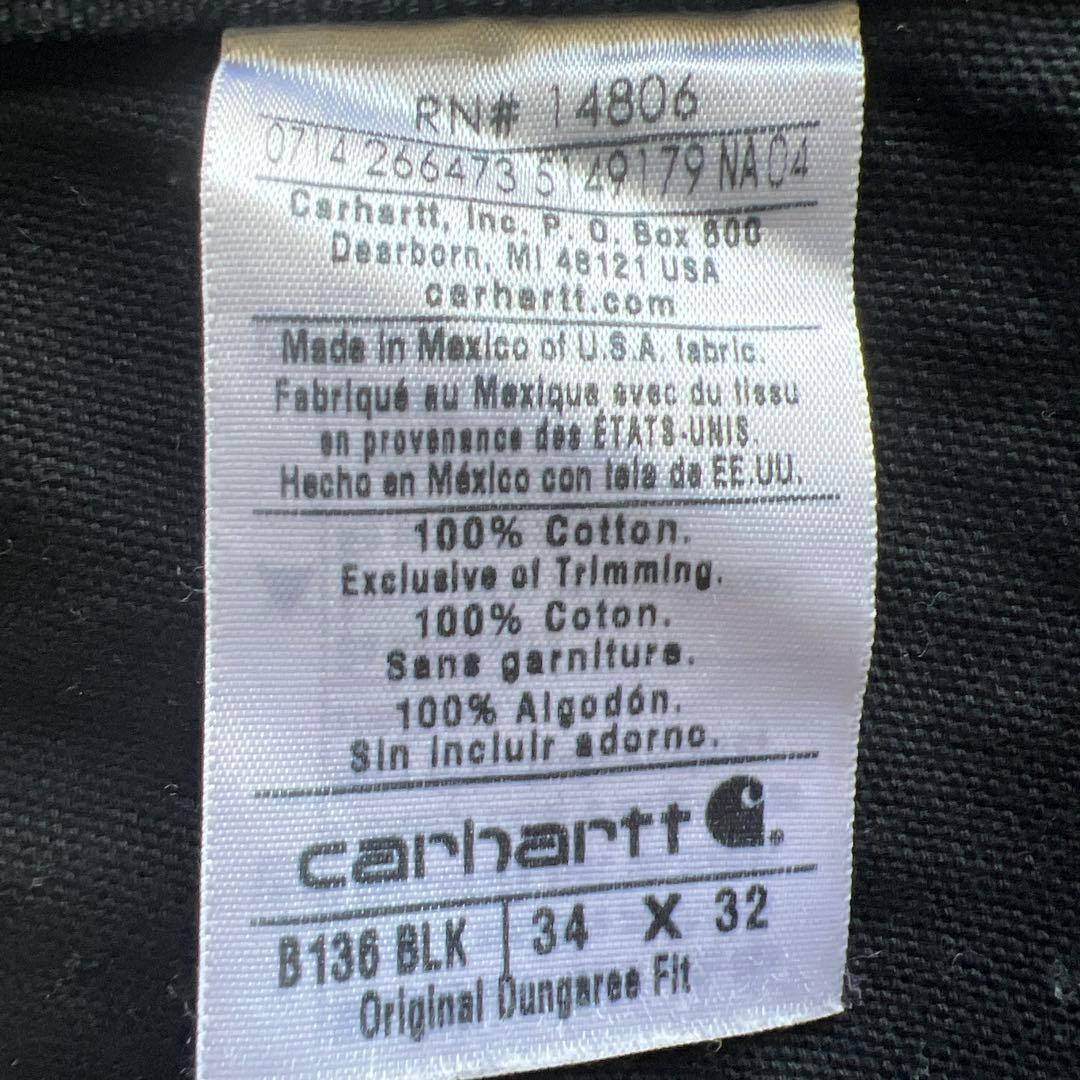 RN# 14806
0714 266473 5149179 NA04
Carhartt, Inc. P. O. Box 600
Dearborn, MI 48121 USA
carhartt.com
Made in Mexico of U.S.A. fabric.
Fabriqué au Mexique avec du tissu
en provenance des ÉTATS-UNIS.
Hecho en México con tela de EE.UU.
100% Cotton.
Exclusive of Trimming.
100% Coton.
Sans garniture.
100% Algodón.
Sin incluir adorno.
carhartt ®
B136 BLK | 34 X 32
Original Dungaree Fit